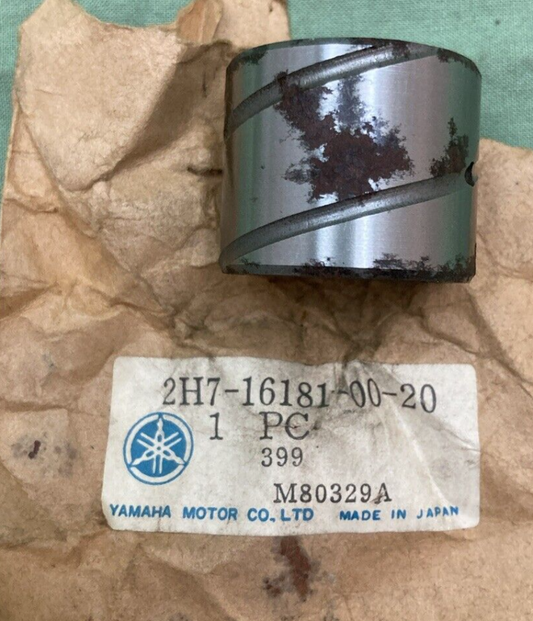 2H7-16181-00-20
1 PC
399
M80329A
YAMAHA MOTOR CO., LTD MADE IN JAPAN